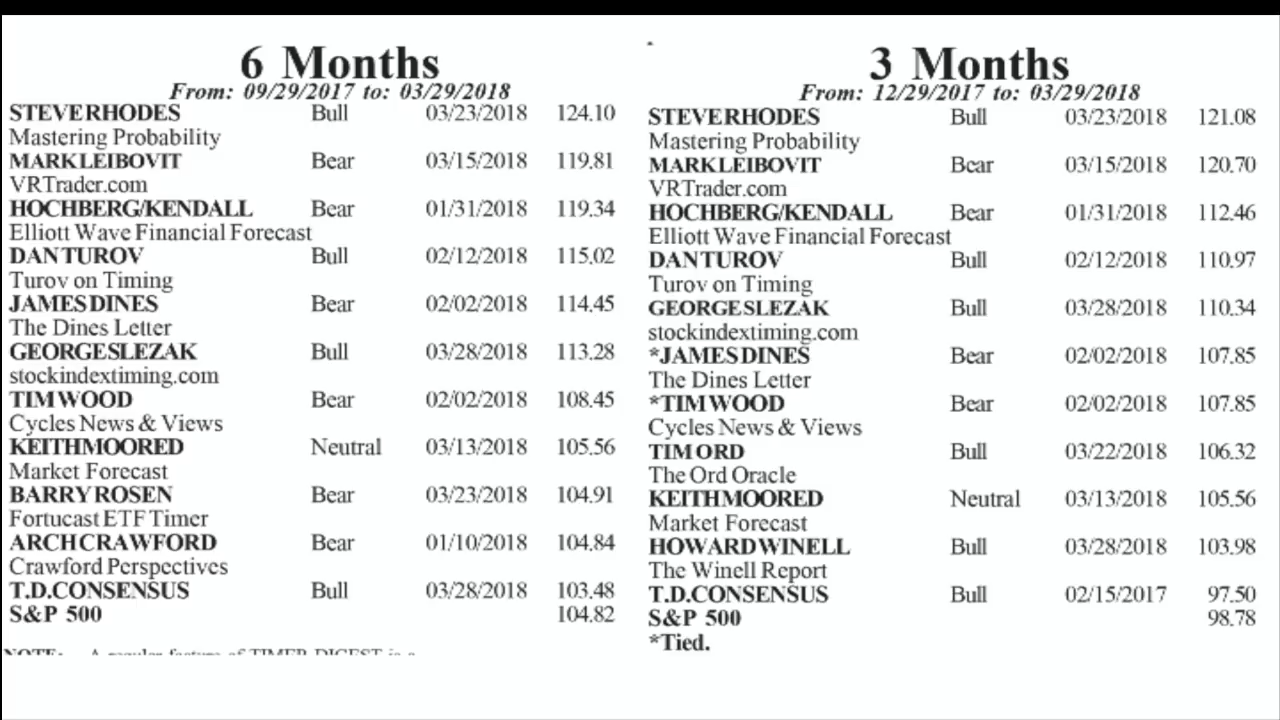 6 Months
From: 09/29/2017 to: 03/29/2018
STEVE RHODES Bull 03/23/2018 124.10
Mastering Probability
MARK LEIBOVIT Bear 03/15/2018 119.81
VRTrader.com
HOCHBERG/KENDALL Bear 01/31/2018 119.34
Elliott Wave Financial Forecast
DAN TUROV Bull 02/12/2018 115.02
Turov on Timing
JAMES DINES Bear 02/02/2018 114.45
The Dines Letter
GEORGE SLEZAK Bull 03/28/2018 113.28
stockindextiming.com
TIM WOOD Bear 02/02/2018 108.45
Cycles News & Views
KEITH MOORED Neutral 03/13/2018 105.56
Market Forecast
BARRY ROSEN Bear 03/23/2018 104.91
Fortucast ETF Timer
ARCH CRAWFORD Bear 01/10/2018 104.84
Crawford Perspectives
T.D. CONSENSUS Bull 03/28/2018 103.48
S&P 500 104.82
NOTE: A regular feature of TIMER DIGEST is a
3 Months
From: 12/29/2017 to: 03/29/2018
STEVE RHODES Bull 03/23/2018 121.08
Mastering Probability
MARK LEIBOVIT Bear 03/15/2018 120.70
VRTrader.com
HOCHBERG/KENDALL Bear 01/31/2018 112.46
Elliott Wave Financial Forecast
DAN TUROV Bull 02/12/2018 110.97
Turov on Timing
GEORGE SLEZAK Bull 03/28/2018 110.34
stockindextiming.com
*JAMES DINES Bear 02/02/2018 107.85
The Dines Letter
*TIM WOOD Bear 02/02/2018 107.85
Cycles News & Views
TIM ORD Bull 03/22/2018 106.32
The Ord Oracle
KEITH MOORED Neutral 03/13/2018 105.56
Market Forecast
HOWARD WINELL Bull 03/28/2018 103.98
The Winell Report
T.D. CONSENSUS Bull 02/15/2017 97.50
S&P 500 98.78
*Tied.